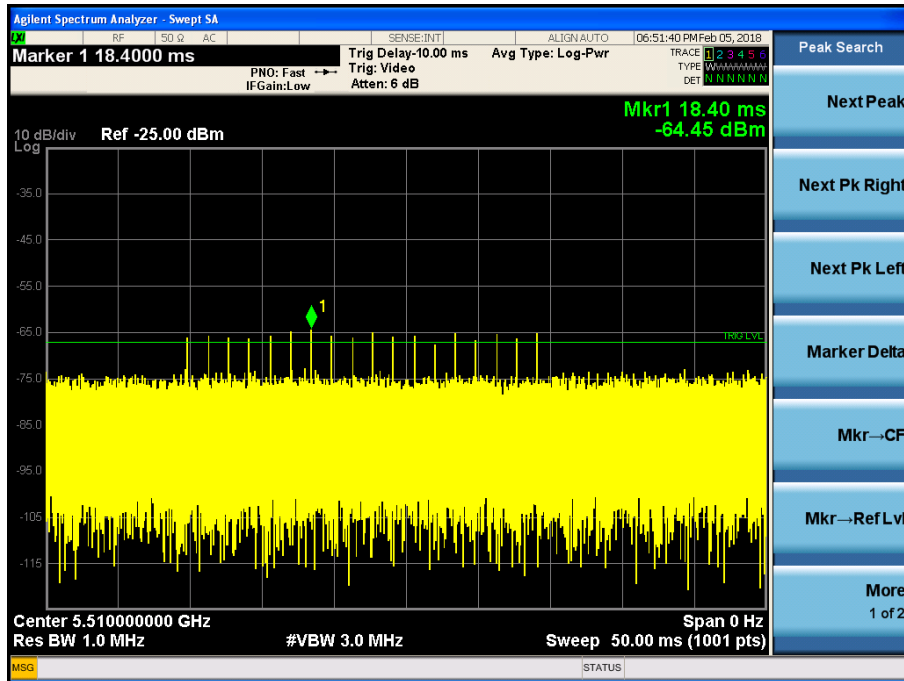 Agilent Spectrum Analyzer - Swept SA
LXI RF 50 Ω AC SENSE:INT ALIGN AUTO 06:51:40 PM Feb 05, 2018
Marker 1 18.4000 ms
PNO: Fast
IFGain:Low
Trig Delay-10.00 ms
Trig: Video
Atten: 6 dB
Avg Type: Log-Pwr
TRACE 1 2 3 4 5 6
TYPE WWWWWW
DET N N N N N N
Mkr1 18.40 ms
-64.45 dBm
10 dB/div
Log
Ref -25.00 dBm
-35.0
-45.0
-55.0
1
-65.0
TRIG LVL
-75.0
-85.0
-95.0
-105
-115
Center 5.510000000 GHz
Span 0 Hz
Res BW 1.0 MHz
#VBW 3.0 MHz
Sweep 50.00 ms (1001 pts)
MSG
STATUS
Peak Search
Next Peak
Next Pk Right
Next Pk Left
Marker Delta
Mkr→CF
Mkr→Ref Lvl
More
1 of 2